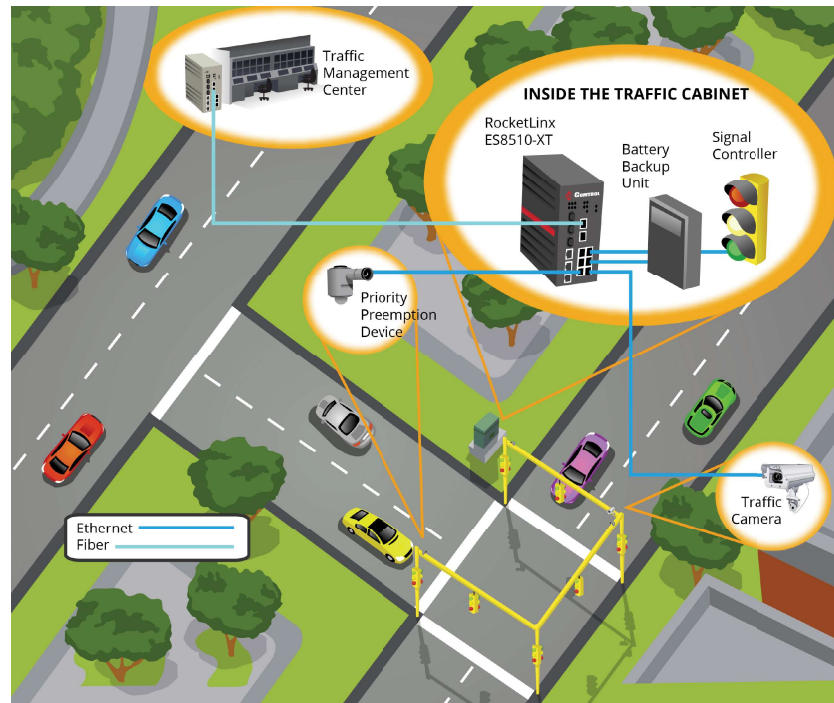 Traffic
Management
Center
INSIDE THE TRAFFIC CABINET
RocketLinx
ES8510-XT
Battery
Backup
Unit
Signal
Controller
COMTROL
Priority
Preemption
Device
Traffic
Camera
Ethernet
Fiber